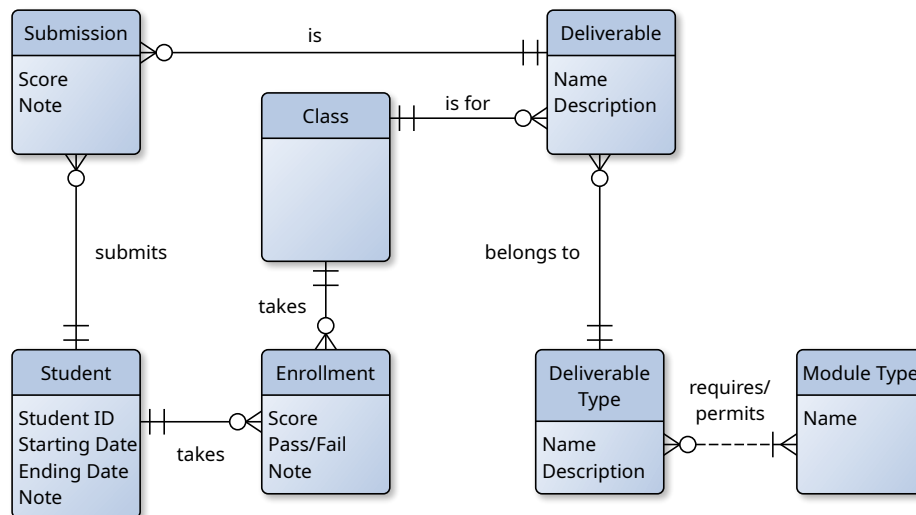 Submission
Score
Note
is
Deliverable
Name
Description
Class
is for
submits
takes
belongs to
Student
Student ID
Starting Date
Ending Date
Note
takes
Enrollment
Score
Pass/Fail
Note
Deliverable
Type
Name
Description
requires/
permits
Module Type
Name